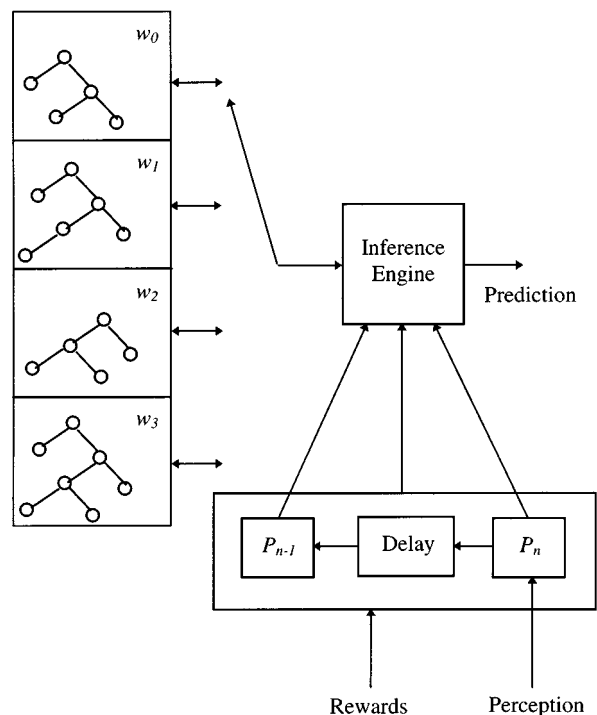 w0
w1
w2
w3
Inference
Engine
Prediction
Pn-1
Delay
Pn
Rewards
Perception